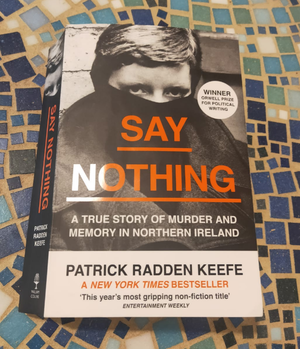 WINNER
ORWELL PRIZE
FOR POLITICAL
WRITING
SAY
NOTHING
A TRUE STORY OF MURDER AND
MEMORY IN NORTHERN IRELAND
PATRICK RADDEN KEEFE
A NEW YORK TIMES BESTSELLER
'This year's most gripping non-fiction title'
ENTERTAINMENT WEEKLY
SAY NOTHING
PATRICK
RADDEN
KEEFE